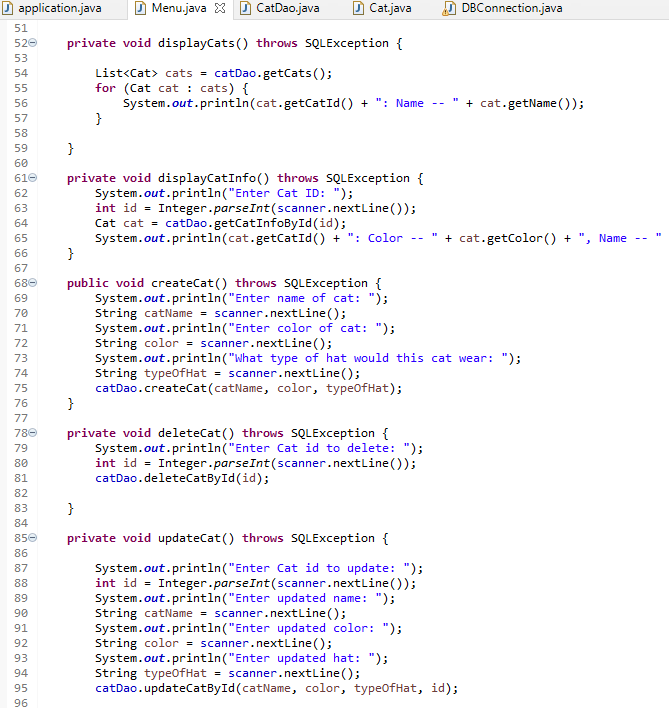 application.java Menu.java CatDao.java Cat.java DBConnection.java
51
52 private void displayCats() throws SQLException {
53
54 List<Cat> cats = catDao.getCats();
55 for (Cat cat : cats) {
56 System.out.println(cat.getCatId() + ": Name -- " + cat.getName());
57 }
58
59 }
60
61 private void displayCatInfo() throws SQLException {
62 System.out.println("Enter Cat ID: ");
63 int id = Integer.parseInt(scanner.nextLine());
64 Cat cat = catDao.getCatInfoById(id);
65 System.out.println(cat.getCatId() + ": Color -- " + cat.getColor() + ", Name -- "
66 }
67
68 public void createCat() throws SQLException {
69 System.out.println("Enter name of cat: ");
70 String catName = scanner.nextLine();
71 System.out.println("Enter color of cat: ");
72 String color = scanner.nextLine();
73 System.out.println("What type of hat would this cat wear: ");
74 String typeOfHat = scanner.nextLine();
75 catDao.createCat(catName, color, typeOfHat);
76 }
77
78 private void deleteCat() throws SQLException {
79 System.out.println("Enter Cat id to delete: ");
80 int id = Integer.parseInt(scanner.nextLine());
81 catDao.deleteCatById(id);
82
83 }
84
85 private void updateCat() throws SQLException {
86
87 System.out.println("Enter Cat id to update: ");
88 int id = Integer.parseInt(scanner.nextLine());
89 System.out.println("Enter updated name: ");
90 String catName = scanner.nextLine();
91 System.out.println("Enter updated color: ");
92 String color = scanner.nextLine();
93 System.out.println("Enter updated hat: ");
94 String typeOfHat = scanner.nextLine();
95 catDao.updateCatById(catName, color, typeOfHat, id);
96